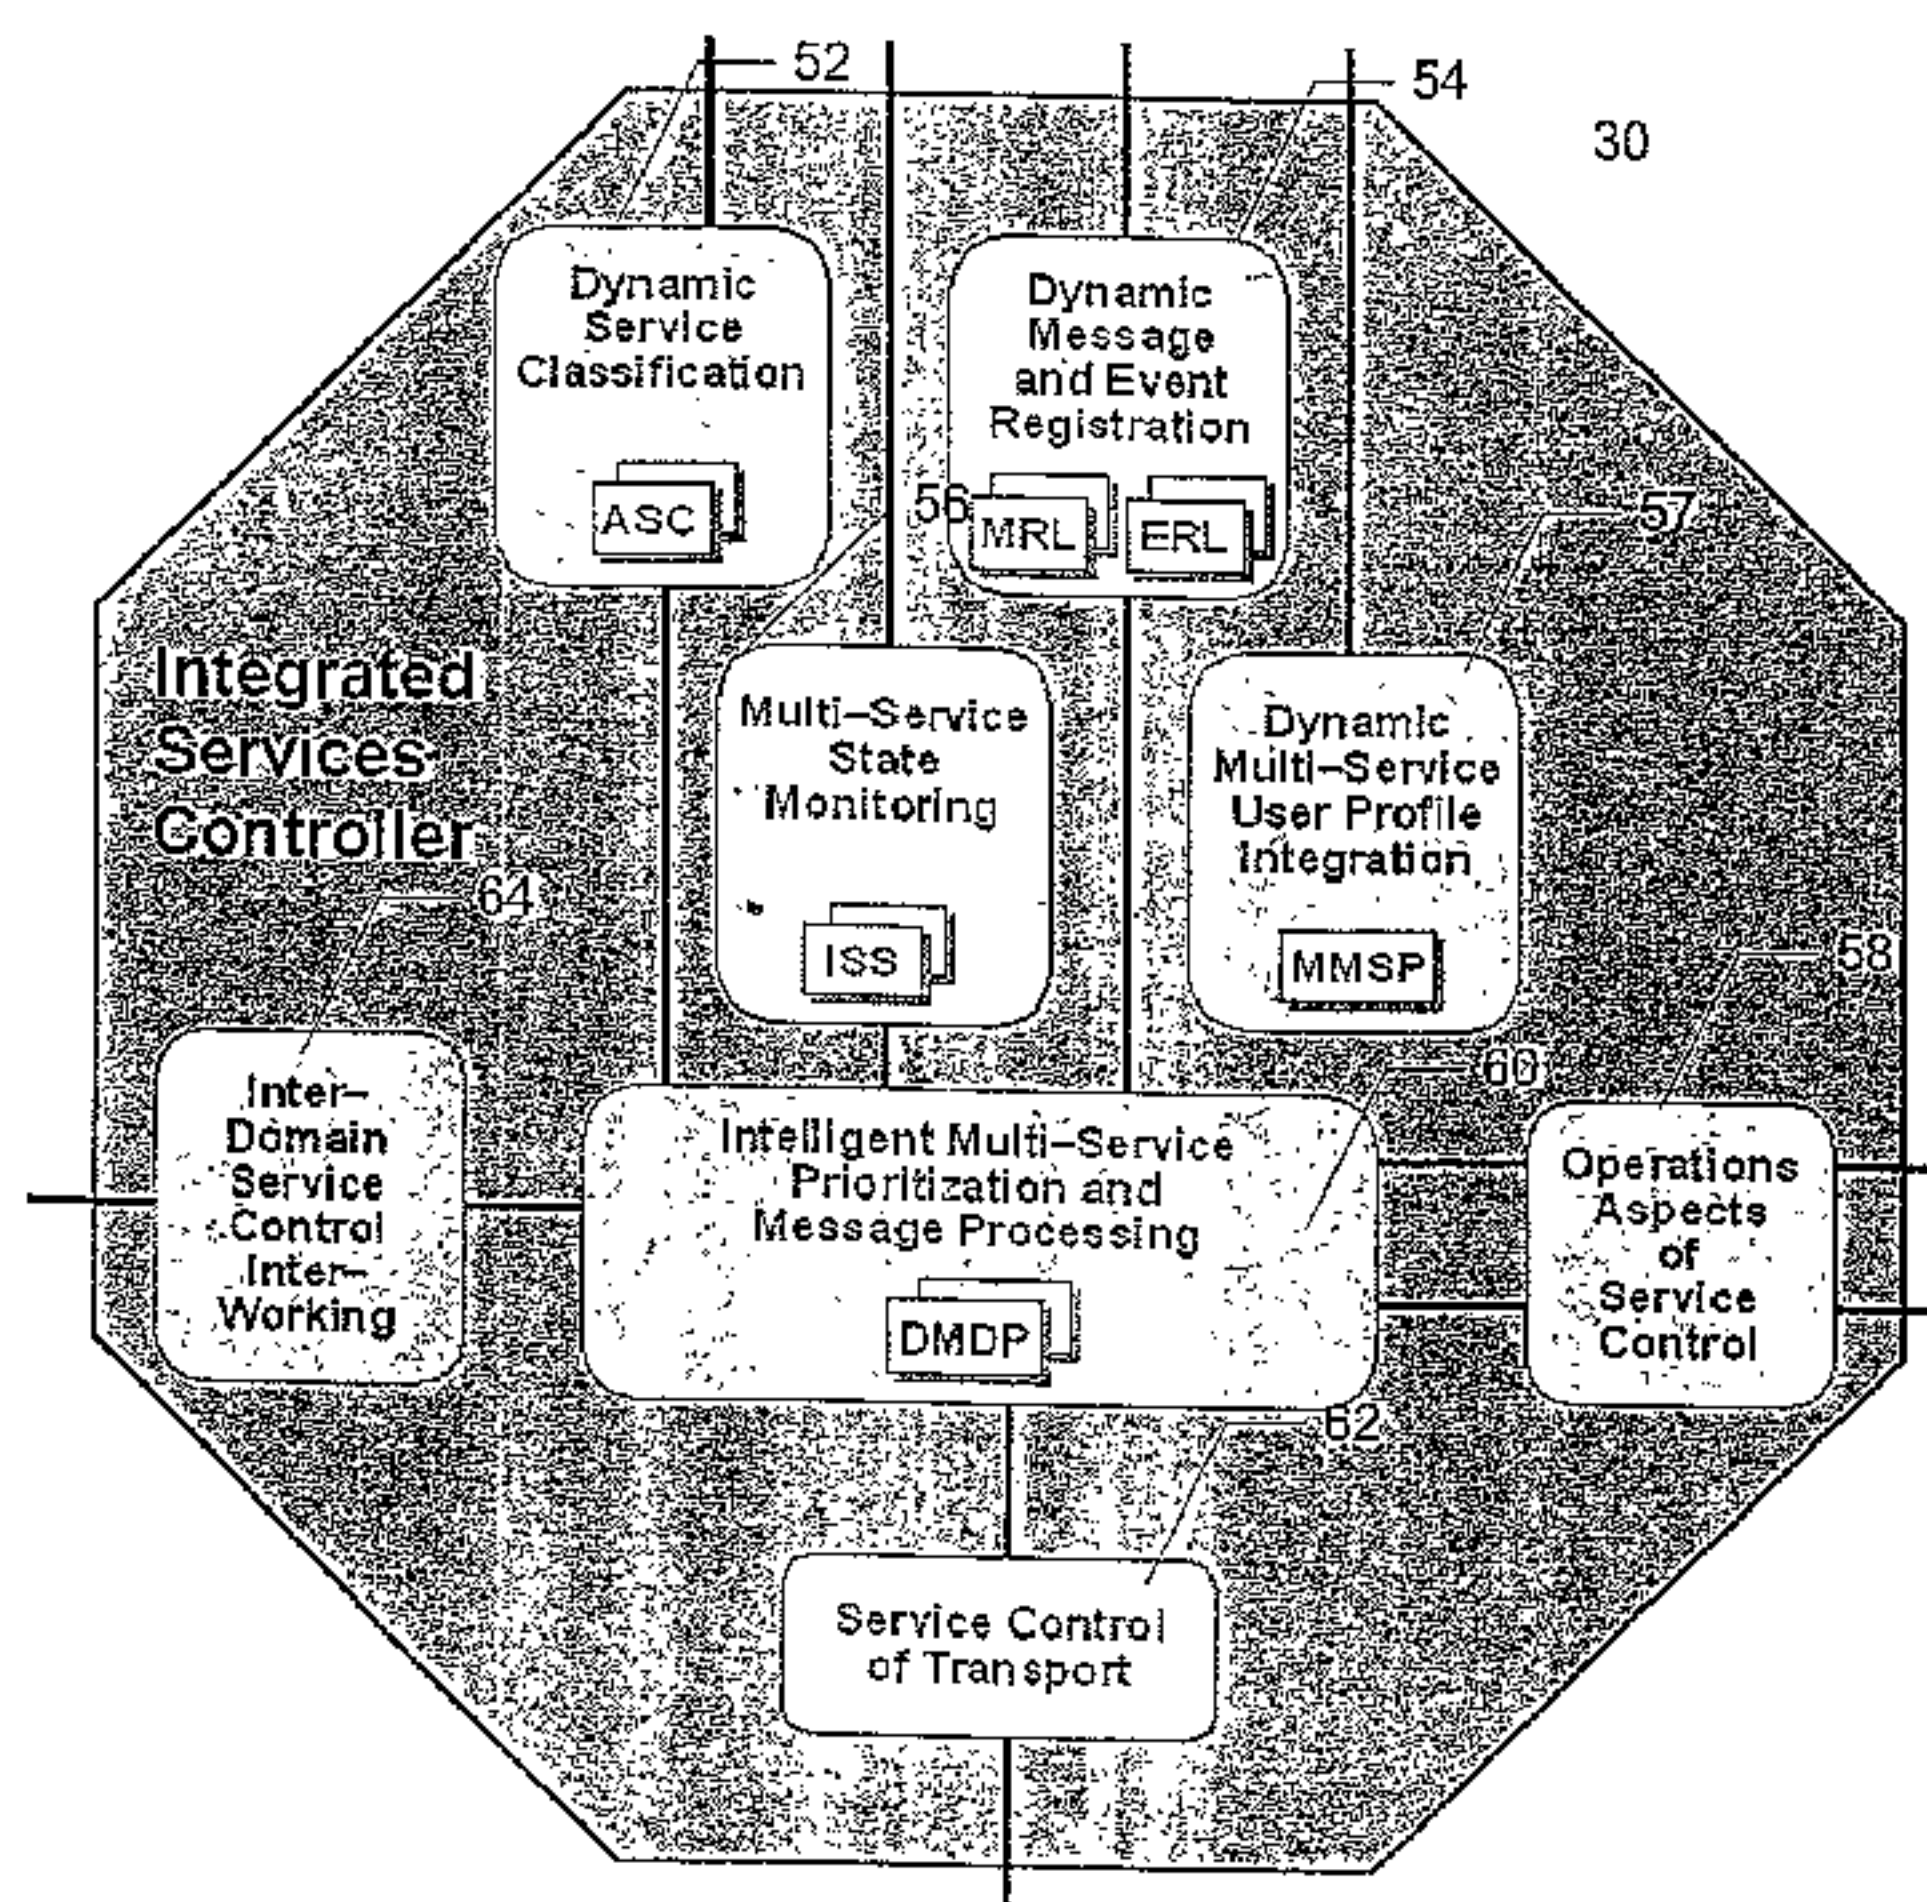 52
54
30
Dynamic
Service
Classification
ASC
Dynamic
Message
and Event
Registration
56
MRL
ERL
57
Integrated
Services
Controller
Multi–Service
State
Monitoring
ISS
Dynamic
Multi–Service
User Profile
Integration
MMSP
64
58
60
Inter–
Domain
Service
Control
Inter–
Working
Intelligent Multi–Service
Prioritization and
Message Processing
DMDP
Operations
Aspects
of
Service
Control
62
Service Control
of Transport